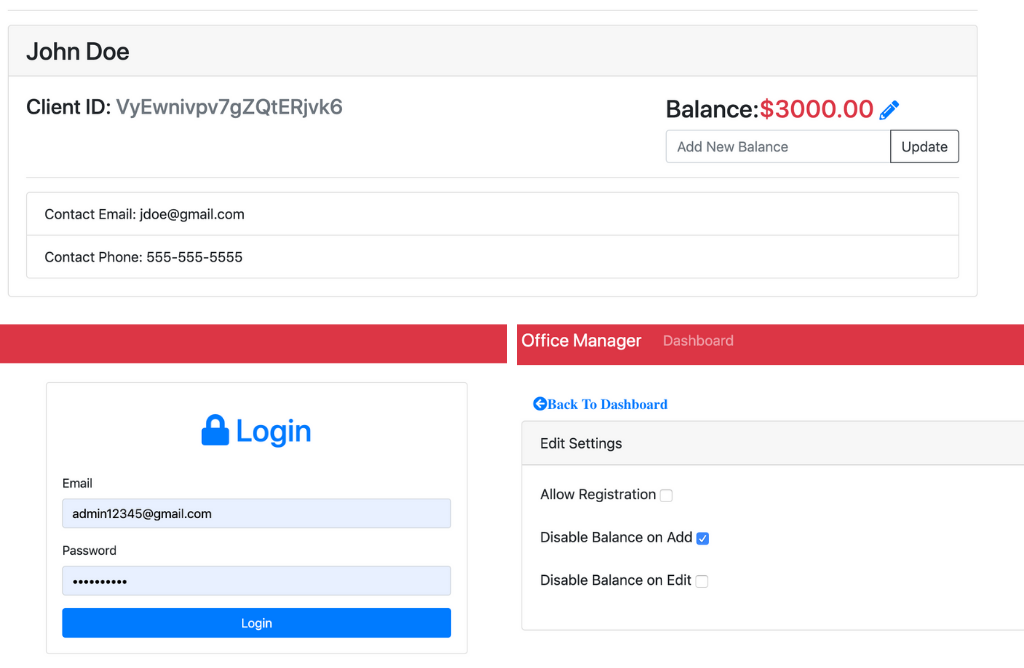 John Doe
Client ID: VyEwnivpv7gZQtERjvk6
Balance:$3000.00
Add New Balance
Update
Contact Email: jdoe@gmail.com
Contact Phone: 555-555-5555
Login
Email
admin12345@gmail.com
Password
••••••••••
Login
Office Manager Dashboard
Back To Dashboard
Edit Settings
Allow Registration
Disable Balance on Add
Disable Balance on Edit